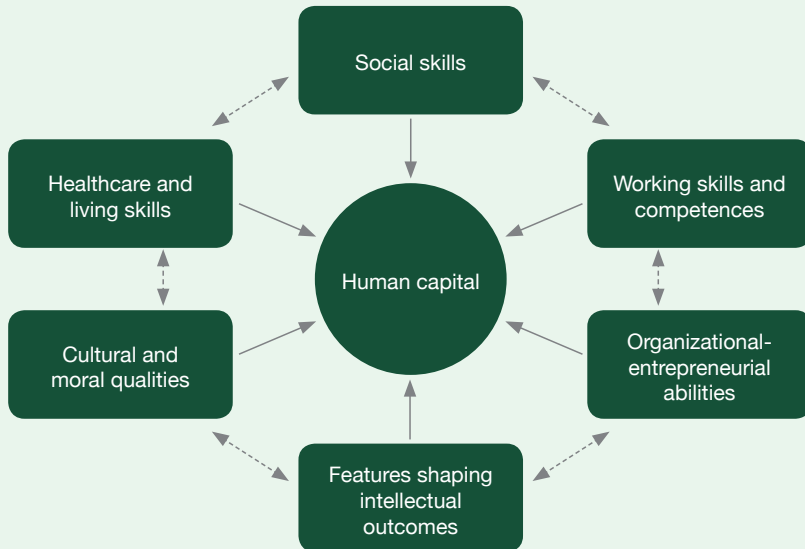 Social skills
Healthcare and
living skills
Working skills and
competences
Human capital
Cultural and
moral qualities
Organizational-
entrepreneurial
abilities
Features shaping
intellectual
outcomes